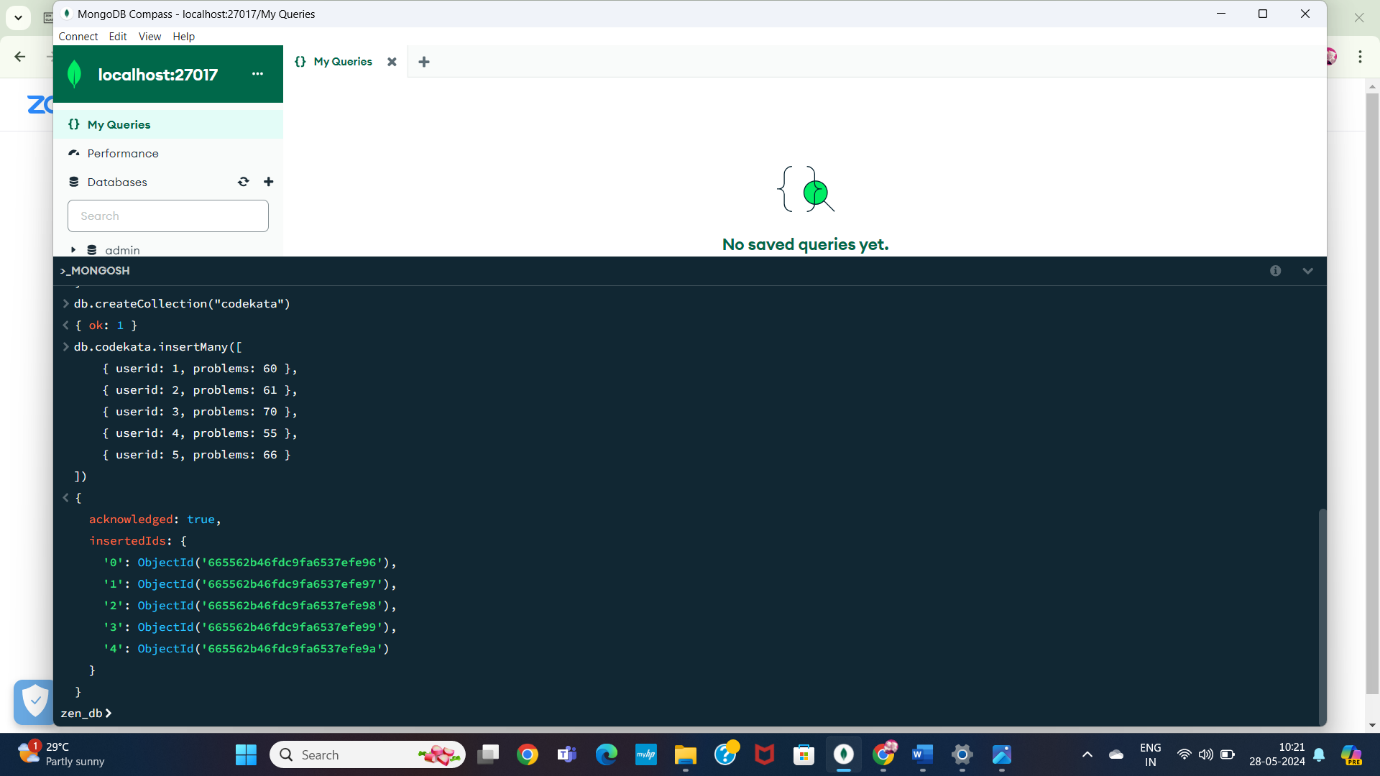 MongoDB Compass - localhost:27017/My Queries
Connect Edit View Help
localhost:27017 ...
{} My Queries
{} My Queries
Performance
Databases
Search
admin
No saved queries yet.
>_MONGOSH
db.createCollection("codekata")
{ ok: 1 }
db.codekata.insertMany([
{ userid: 1, problems: 60 },
{ userid: 2, problems: 61 },
{ userid: 3, problems: 70 },
{ userid: 4, problems: 55 },
{ userid: 5, problems: 66 }
])
{
acknowledged: true,
insertedIds: {
'0': ObjectId('665562b46fdc9fa6537efe96'),
'1': ObjectId('665562b46fdc9fa6537efe97'),
'2': ObjectId('665562b46fdc9fa6537efe98'),
'3': ObjectId('665562b46fdc9fa6537efe99'),
'4': ObjectId('665562b46fdc9fa6537efe9a')
}
}
zen_db>
1
29°C
Partly sunny
Search
myhp
ENG
IN
10:21
28-05-2024
PRE